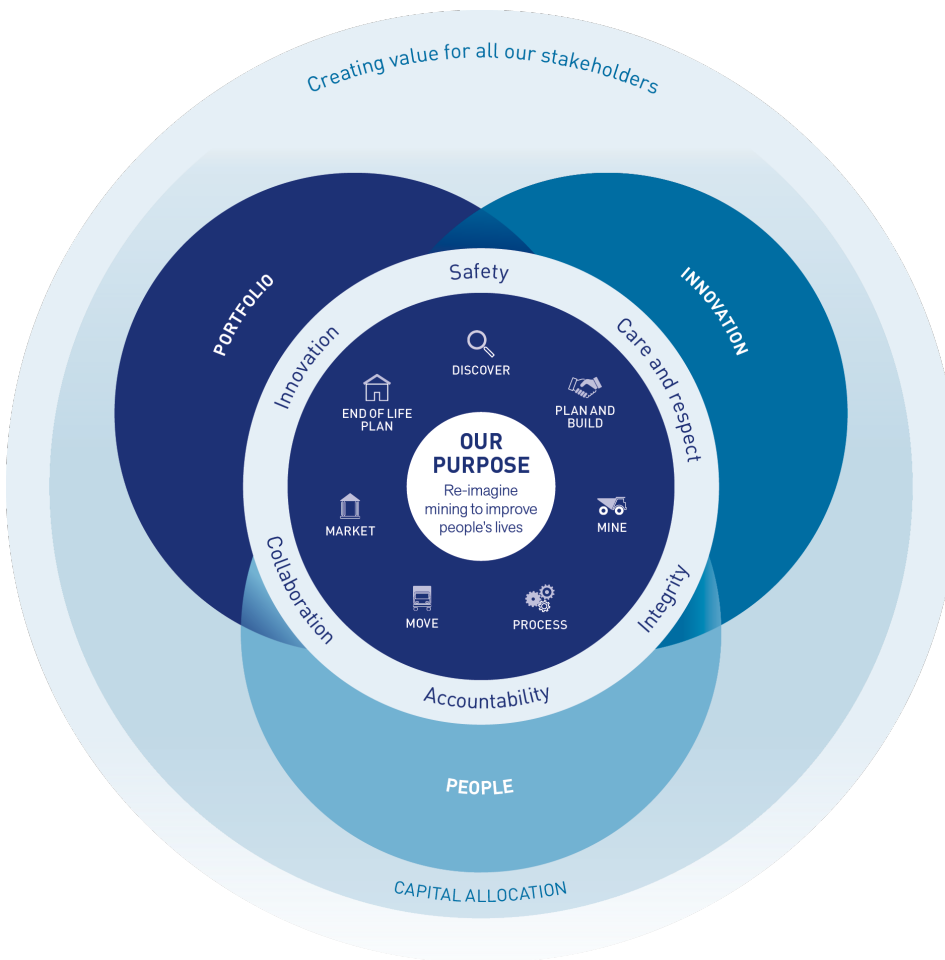 Creating value for all our stakeholders
PORTFOLIO
INNOVATION
Safety
Care and respect
Integrity
Accountability
Collaboration
Innovation
DISCOVER
PLAN AND
BUILD
MINE
PROCESS
MOVE
MARKET
END OF LIFE
PLAN
OUR
PURPOSE
Re-imagine
mining to improve
people's lives
PEOPLE
CAPITAL ALLOCATION